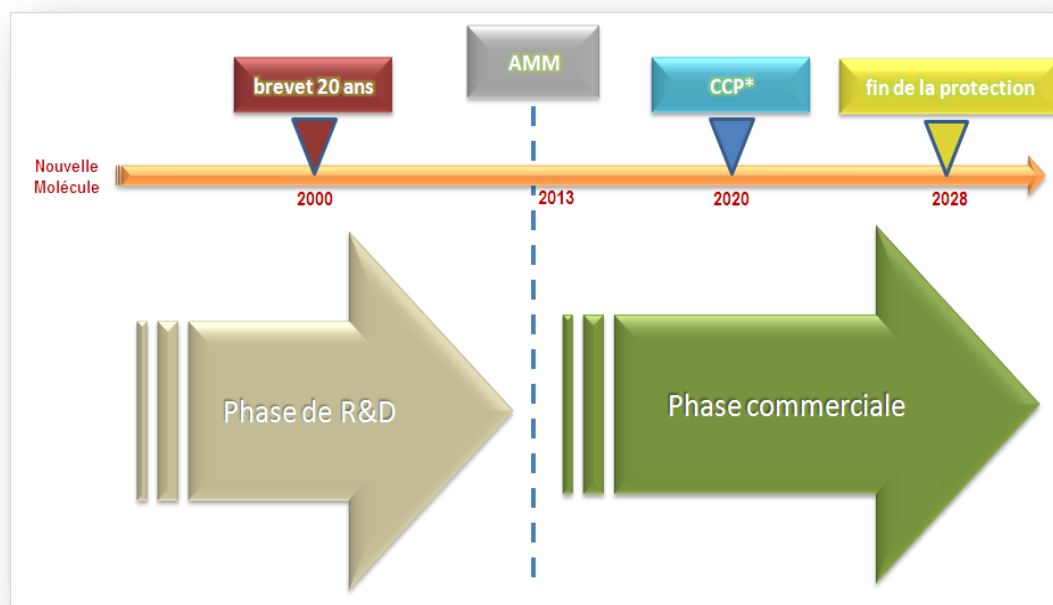 AMM
brevet 20 ans
CCP*
fin de la protection
Nouvelle
Molécule
2000
2013
2020
2028
Phase de R&D
Phase commerciale